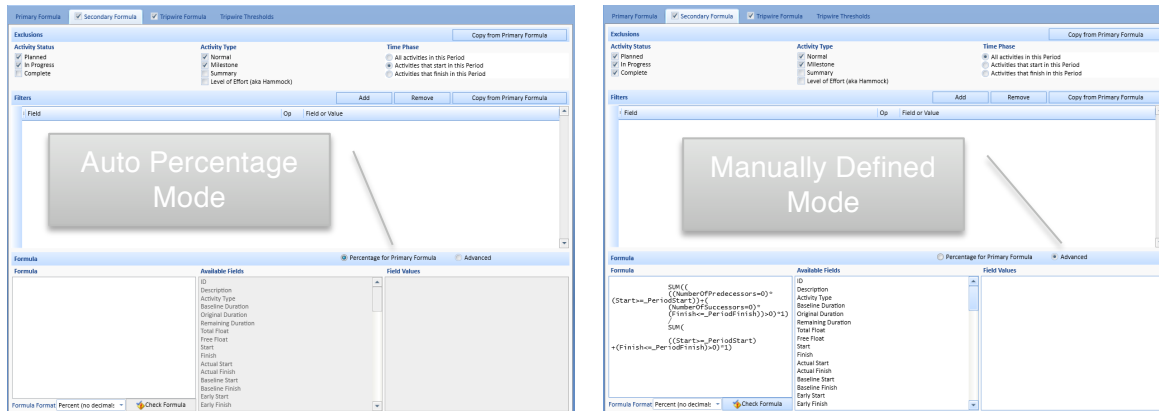 Primary Formula Secondary Formula Tripwire Formula Tripwire Thresholds
Exclusions Copy from Primary Formula
Activity Status Activity Type Time Phase
Planned Normal All activities in this Period
In Progress Milestone Activities that start in this Period
Complete Summary Activities that finish in this Period
Level of Effort (aka Hammock)
Filters Add Remove Copy from Primary Formula
Field Op Field or Value
Auto Percentage
Mode
Formula Percentage for Primary Formula Advanced
Formula Available Fields Field Values
ID
Description
Activity Type
Baseline Duration
Original Duration
Remaining Duration
Total Float
Free Float
Start
Finish
Actual Start
Actual Finish
Baseline Start
Baseline Finish
Early Start
Formula Format Percent (no decimals Check Formula Early Finish
Primary Formula Secondary Formula Tripwire Formula Tripwire Thresholds
Exclusions Copy from Primary Formula
Activity Status Activity Type Time Phase
Planned Normal All activities in this Period
In Progress Milestone Activities that start in this Period
Complete Summary Activities that finish in this Period
Level of Effort (aka Hammock)
Filters Add Remove Copy from Primary Formula
Field Op Field or Value
Manually Defined
Mode
Formula Percentage for Primary Formula Advanced
Formula Available Fields Field Values
SUM((
((NumberOfPredecessors=0)*
(Start>=_PeriodStart))+(
(NumberOfSuccessors=0)*
(Finish<=_PeriodFinish))>0)*1)
/
SUM(
((Start>=_PeriodStart)
+(Finish<=_PeriodFinish)>0)*1)
ID
Description
Activity Type
Baseline Duration
Original Duration
Remaining Duration
Total Float
Free Float
Start
Finish
Actual Start
Actual Finish
Baseline Start
Baseline Finish
Early Start
Formula Format Percent (no decimals Check Formula Early Finish